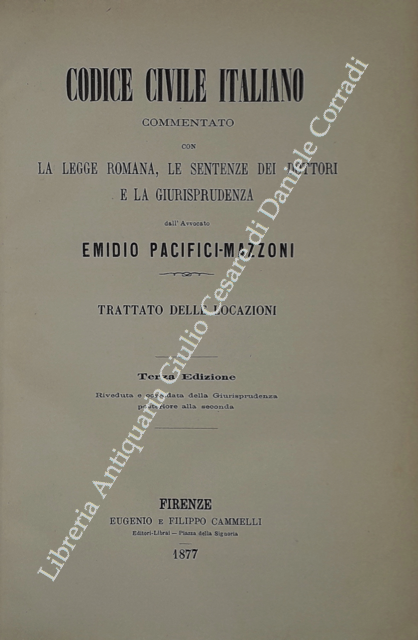 CODICE CIVILE ITALIANO
COMMENTATO
CON
LA LEGGE ROMANA, LE SENTENZE DEI DOTTORI
E LA GIURISPRUDENZA
dall'Avvocato
EMIDIO PACIFICI-MAZZONI
TRATTATO DELLE LOCAZIONI
Terza Edizione
Riveduta e corredata della Giurisprudenza
posteriore alla seconda
FIRENZE
EUGENIO E FILIPPO CAMMELLI
Editori-Librai — Piazza della Signoria
1877
Libreria Antiquaria Giulio Cesare di Daniele Corradi